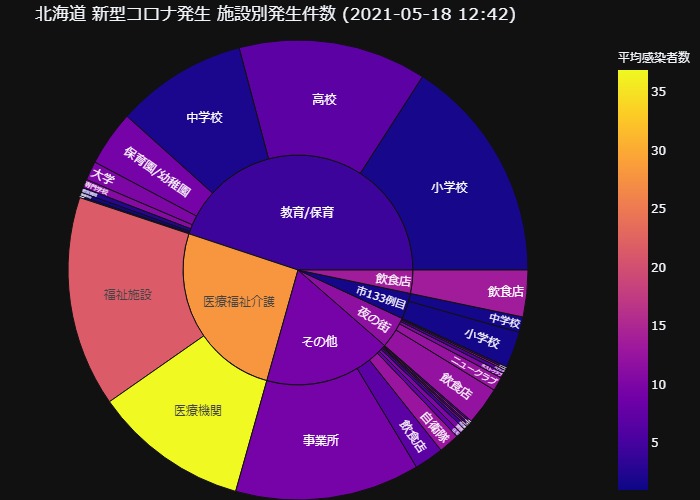 北海道 新型コロナ発生 施設別発生件数 (2021-05-18 12:42)
平均感染者数
35
30
25
20
15
10
5
教育/保育
小学校
高校
中学校
保育園/幼稚園
大学
専門学校
医療福祉介護
福祉施設
医療機関
その他
事業所
飲食店
自衛隊
夜の街
飲食店
ニュークラブ
市133例目
小学校
中学校
飲食店
飲食店